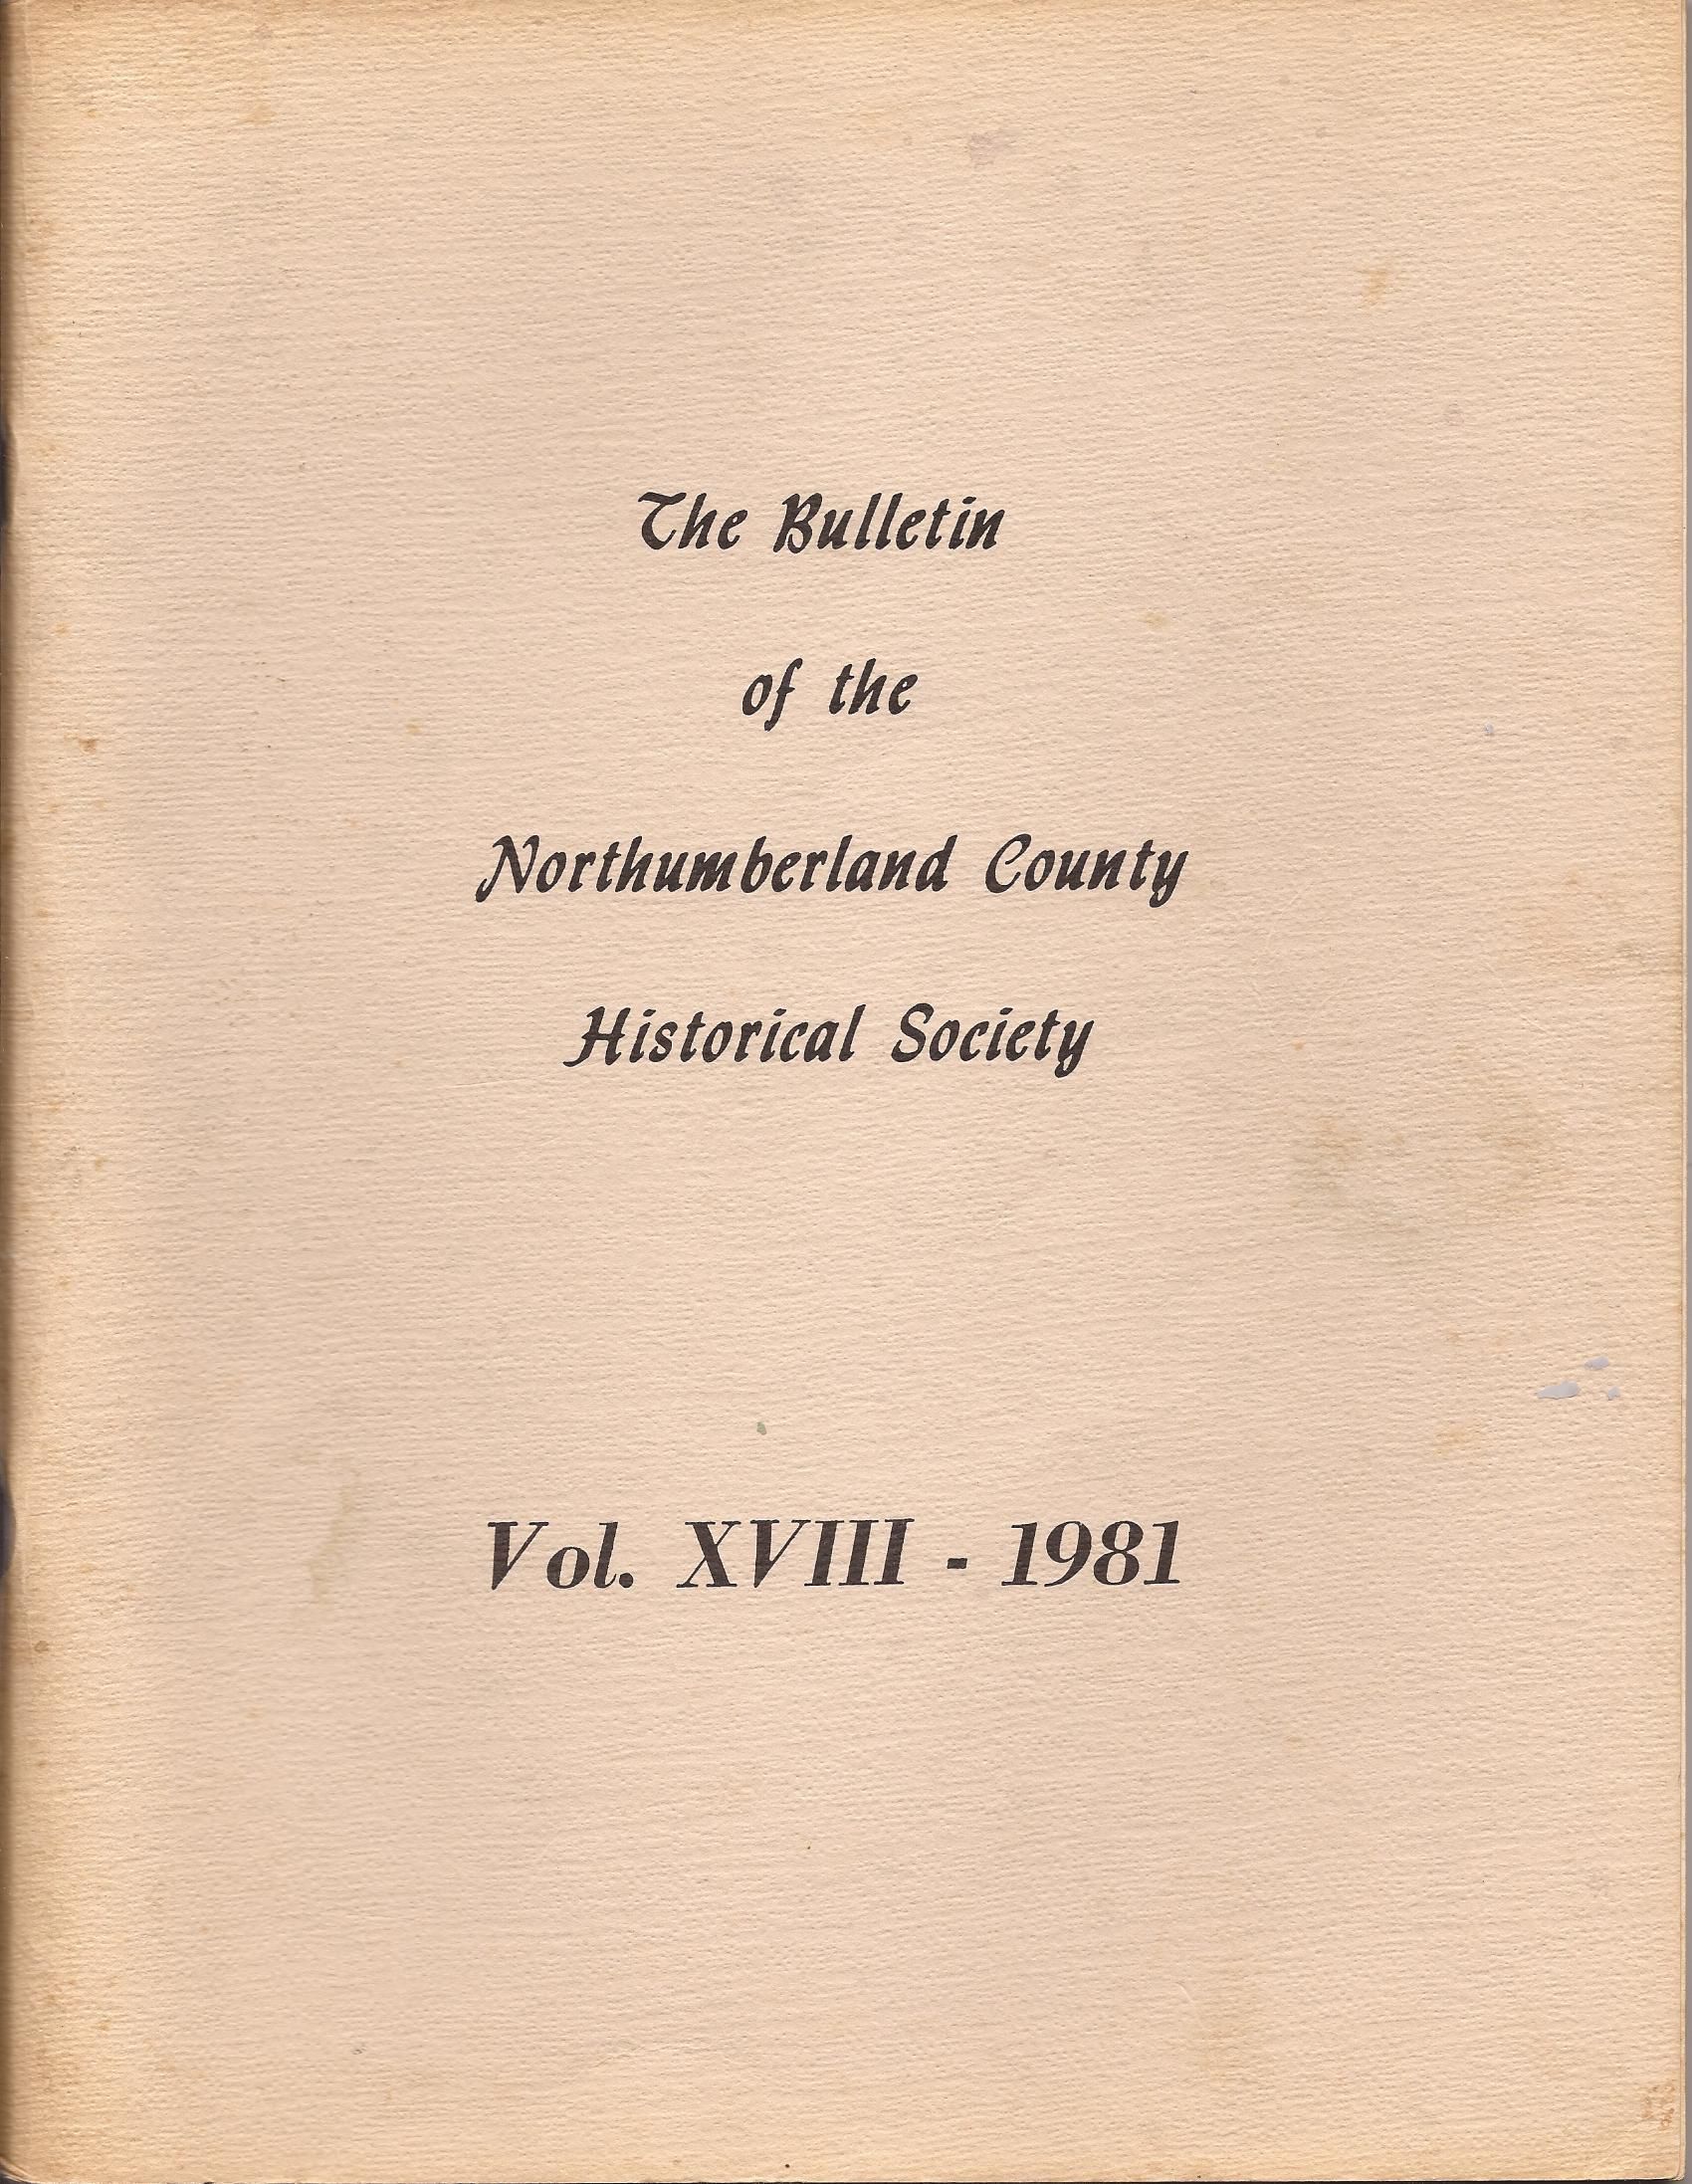 The Bulletin
of the
Northumberland County
Historical Society
Vol. XVIII - 1981